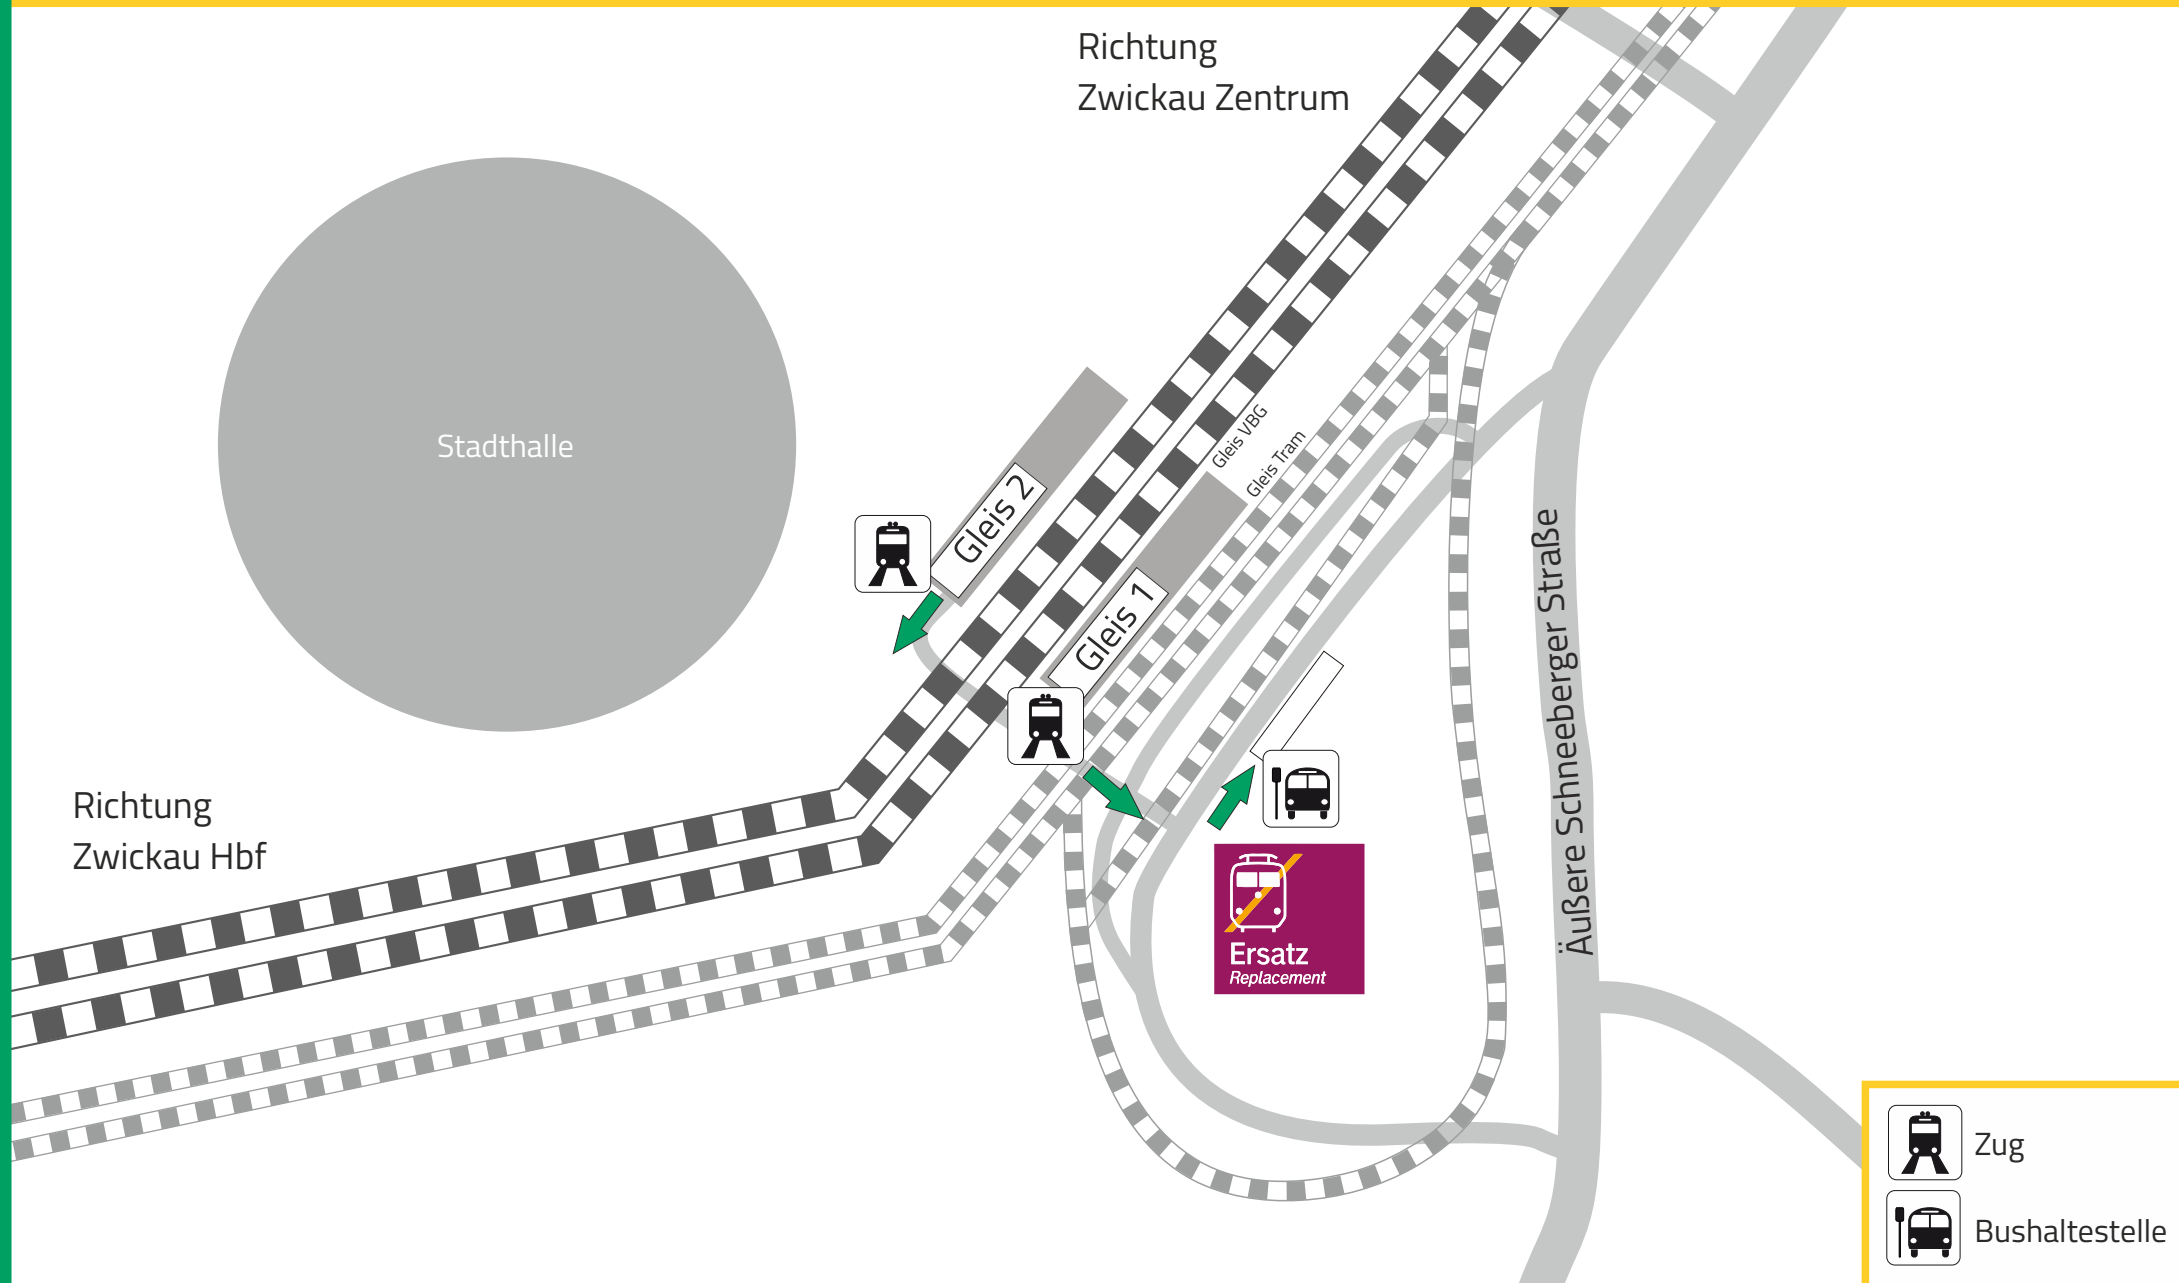 Richtung
Zwickau Zentrum
Stadthalle
Gleis VBG
Gleis Tram
Gleis 2
Gleis 1
Äußere Schneeberger Straße
Richtung
Zwickau Hbf
Ersatz
Replacement
Zug
Bushaltestelle